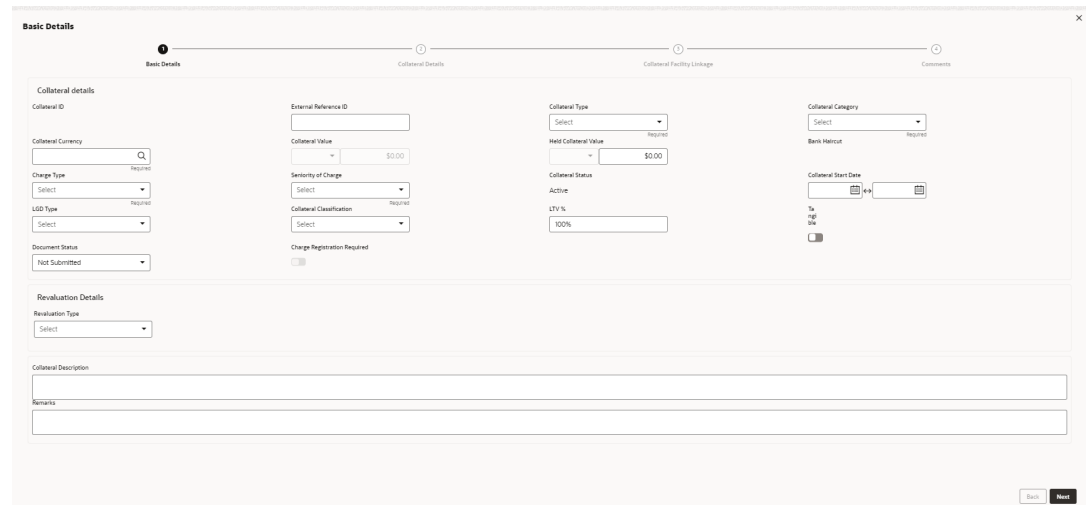 Basic Details
×
1
2
3
4
Basic Details
Collateral Details
Collateral Facility Linkage
Comments
Collateral details
Collateral ID
External Reference ID
Collateral Type
Select
Required
Collateral Category
Select
Required
Collateral Currency
Required
Collateral Value
$0.00
Held Collateral Value
$0.00
Bank Haircut
Charge Type
Select
Required
Seniority of Charge
Select
Required
Collateral Status
Active
Collateral Start Date
LGD Type
Select
Collateral Classification
Select
LTV %
100%
Ta
ngi
ble
Document Status
Not Submitted
Charge Registration Required
Revaluation Details
Revaluation Type
Select
Collateral Description
Remarks
Back
Next